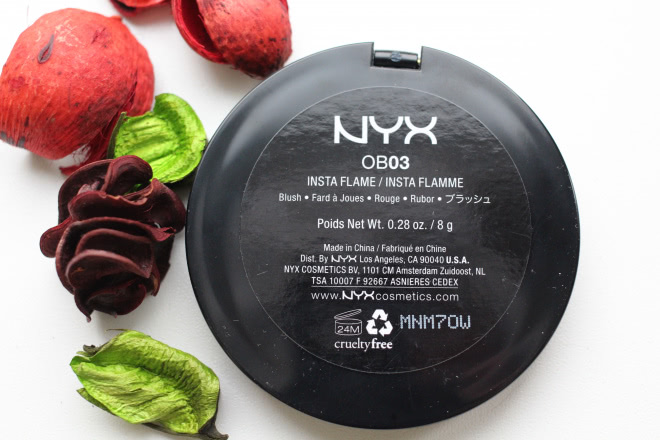 NYX
OB03
INSTA FLAME / INSTA FLAMME
Blush • Fard à Joues • Rouge • Rubor • ブラッシュ
Poids Net Wt. 0.28 oz. / 8 g
Made in China / Fabriqué en Chine
Dist. By NYX Los Angeles, CA 90040 U.S.A.
NYX COSMETICS BV, 1101 CM Amsterdam Zuidoost, NL
TSA 10007 F 92667 ASNIERES CEDEX
www.NYXcosmetics.com
24M
MNM70W
crueltyfree